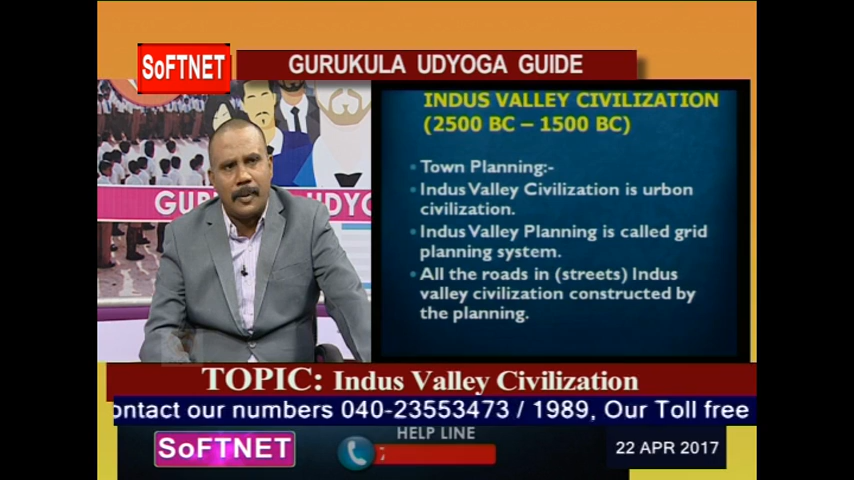 SoFTNET
GURUKULA UDYOGA GUIDE
INDUS VALLEY CIVILIZATION
(2500 BC – 1500 BC)
Town Planning:-
Indus Valley Civilization is urbon
civilization.
Indus Valley Planning is called grid
planning system.
All the roads in (streets) Indus
valley civilization constructed by
the planning.
TOPIC: Indus Valley Civilization
ontact our numbers 040-23553473 / 1989, Our Toll free
HELP LINE
SoFTNET
22 APR 2017